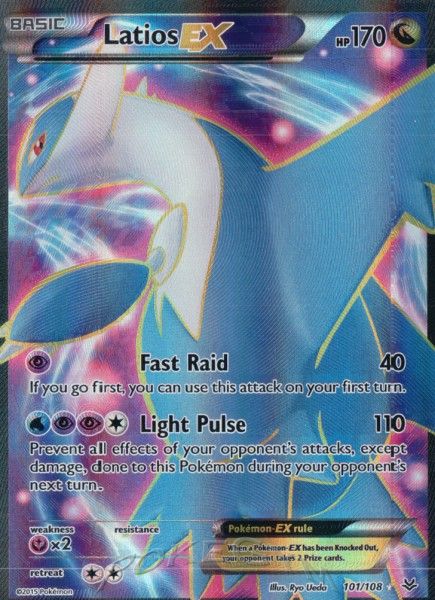 BASIC
Latios EX HP170
Fast Raid 40
If you go first, you can use this attack on your first turn.
Light Pulse 110
Prevent all effects of your opponent's attacks, except
damage, done to this Pokémon during your opponent's
next turn.
weakness resistance
×2
retreat
Pokémon-EX rule
When a Pokémon-EX has been Knocked Out,
your opponent takes 2 Prize cards.
©2015 Pokémon
Illus. Ryo Ueda 101/108